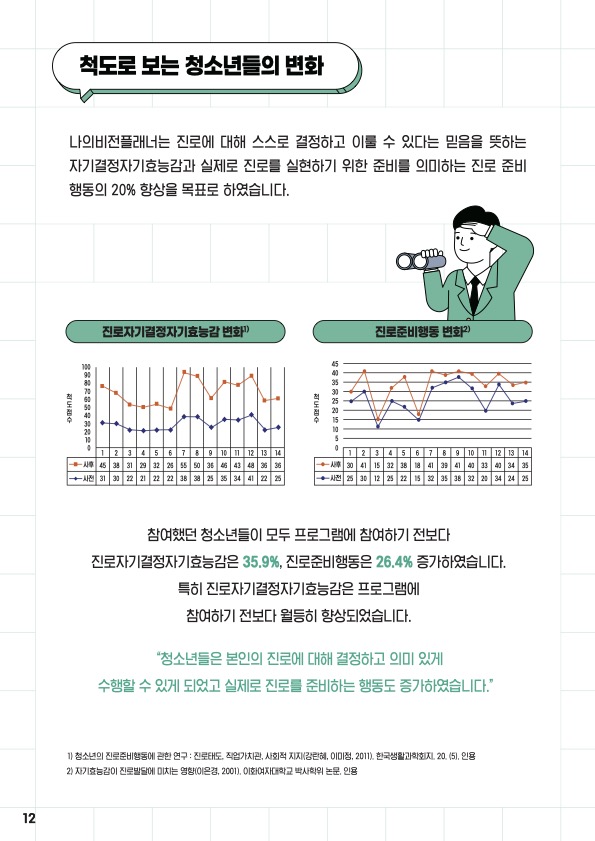 척도로 보는 청소년들의 변화
나의비전플래너는 진로에 대해 스스로 결정하고 이룰 수 있다는 믿음을 뜻하는
자기결정자기효능감과 실제로 진로를 실현하기 위한 준비를 의미하는 진로 준비
행동의 20% 향상을 목표로 하였습니다.
진로자기결정자기효능감 변화1)
척도점수
100
90
80
70
60
50
40
30
20
10
0
1 2 3 4 5 6 7 8 9 10 11 12 13 14
사후 45 38 31 29 32 26 55 50 36 46 43 48 36 36
사전 31 30 22 21 22 22 38 38 25 35 34 41 22 25
진로준비행동 변화2)
척도점수
45
40
35
30
25
20
15
10
5
0
1 2 3 4 5 6 7 8 9 10 11 12 13 14
사후 30 41 15 32 38 18 41 39 41 40 33 40 34 35
사전 25 30 12 25 22 15 32 35 38 32 20 34 24 25
참여했던 청소년들이 모두 프로그램에 참여하기 전보다
진로자기결정자기효능감은 35.9%, 진로준비행동은 26.4% 증가하였습니다.
특히 진로자기결정자기효능감은 프로그램에
참여하기 전보다 월등히 향상되었습니다.
“청소년들은 본인의 진로에 대해 결정하고 의미 있게
수행할 수 있게 되었고 실제로 진로를 준비하는 행동도 증가하였습니다.”
1) 청소년의 진로준비행동에 관한 연구 : 진로태도, 직업가치관, 사회적 지지(강란혜, 이미정, 2011). 한국생활과학회지, 20, (5), 인용
2) 자기효능감이 진로발달에 미치는 영향(이은경, 2001). 이화여자대학교 박사학위 논문, 인용
12